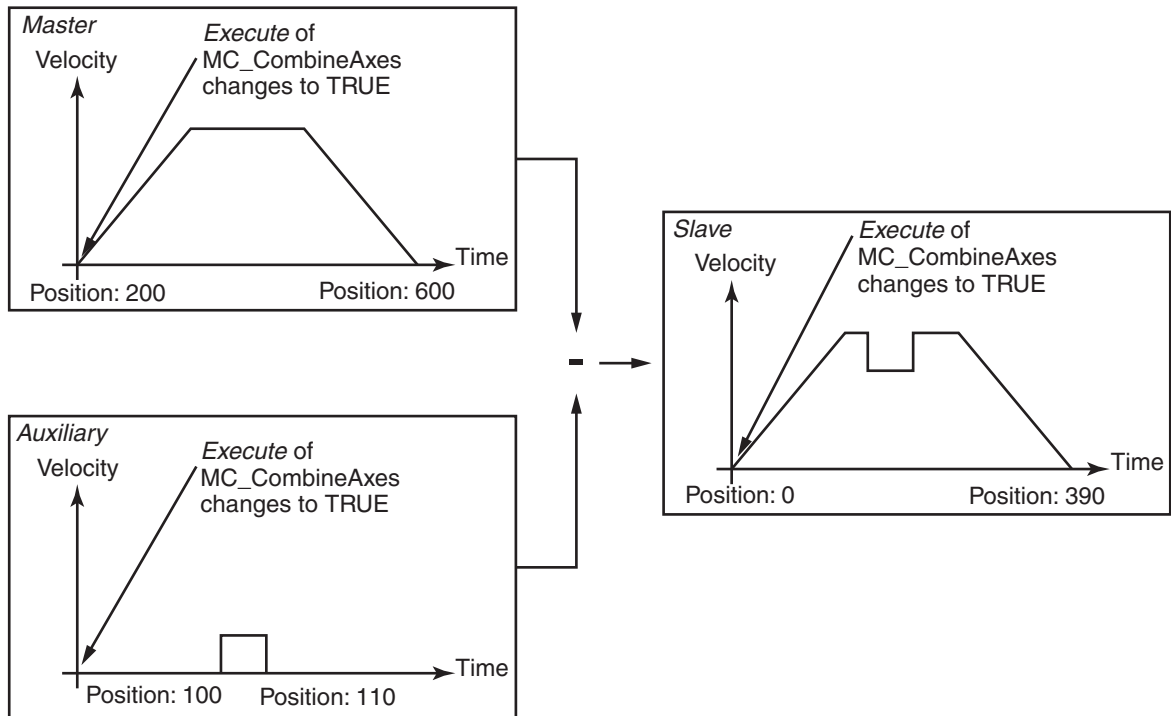 Master
Velocity
Execute of
MC_CombineAxes
changes to TRUE
Time
Position: 200
Position: 600
-
Slave
Velocity
Execute of
MC_CombineAxes
changes to TRUE
Time
Position: 0
Position: 390
Auxiliary
Velocity
Execute of
MC_CombineAxes
changes to TRUE
Time
Position: 100
Position: 110